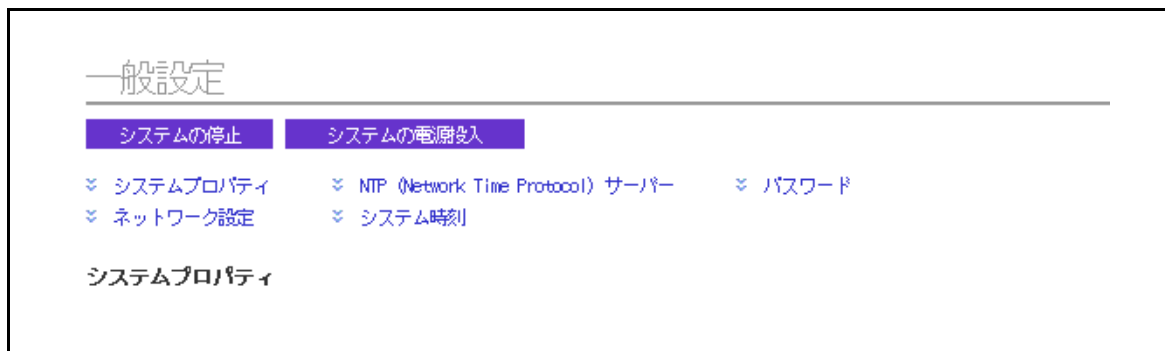 一般設定
システムの停止 システムの電源投入
システムプロパティ NTP (Network Time Protocol) サーバー パスワード
ネットワーク設定 システム時刻
システムプロパティ